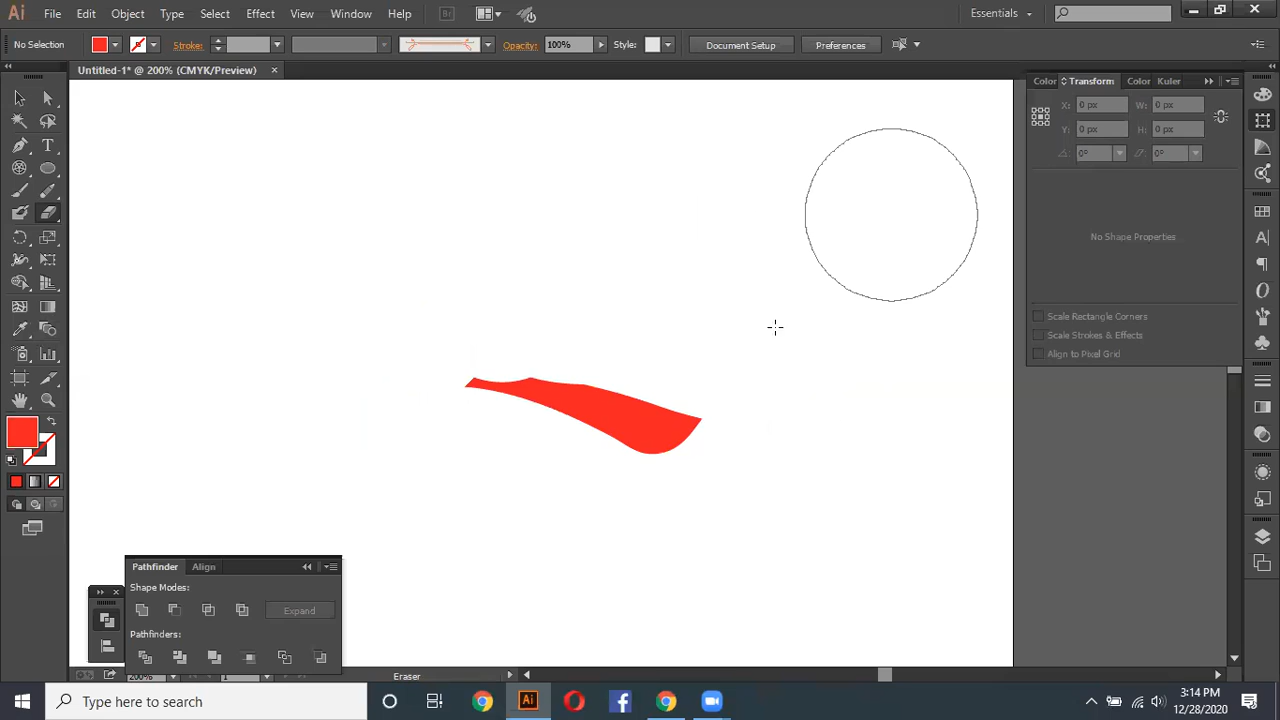 Ai File Edit Object Type Select Effect View Window Help Br Essentials
No Selection Stroke: Opacity: 100% Style: Document Setup Preferences
Untitled-1* @ 200% (CMYK/Preview)
Color Transform Color Kuler
X: 0 px W: 0 px
Y: 0 px H: 0 px
0° 0°
No Shape Properties
Scale Rectangle Corners
Scale Strokes & Effects
Align to Pixel Grid
Pathfinder Align
Shape Modes:
Expand
Pathfinders:
200% 1 Eraser
Type here to search
Ai
3:14 PM
12/28/2020